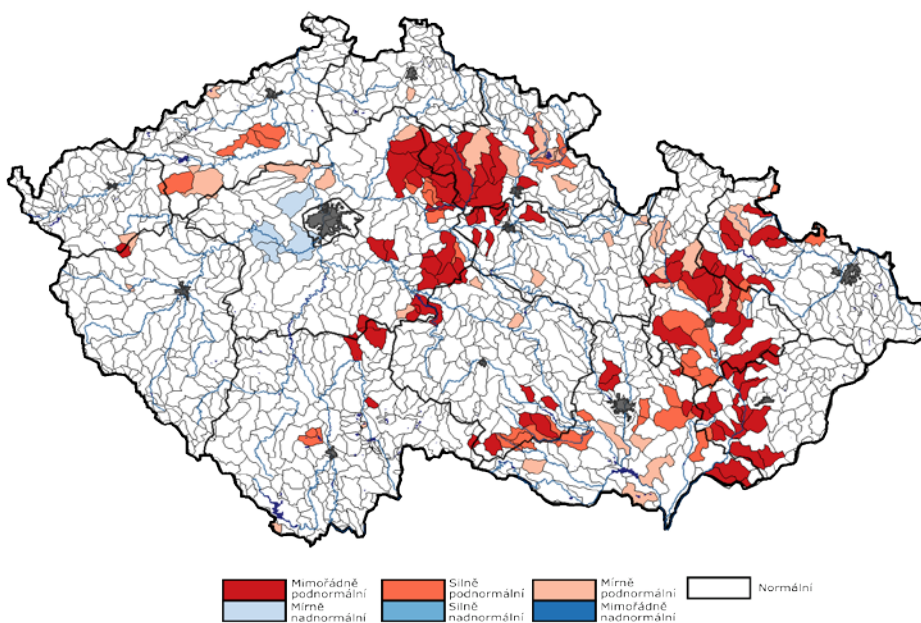 Mimořádně
podnormální
Silně
podnormální
Mírně
podnormální
Normální
Mírně
nadnormální
Silně
nadnormální
Mimořádně
nadnormální